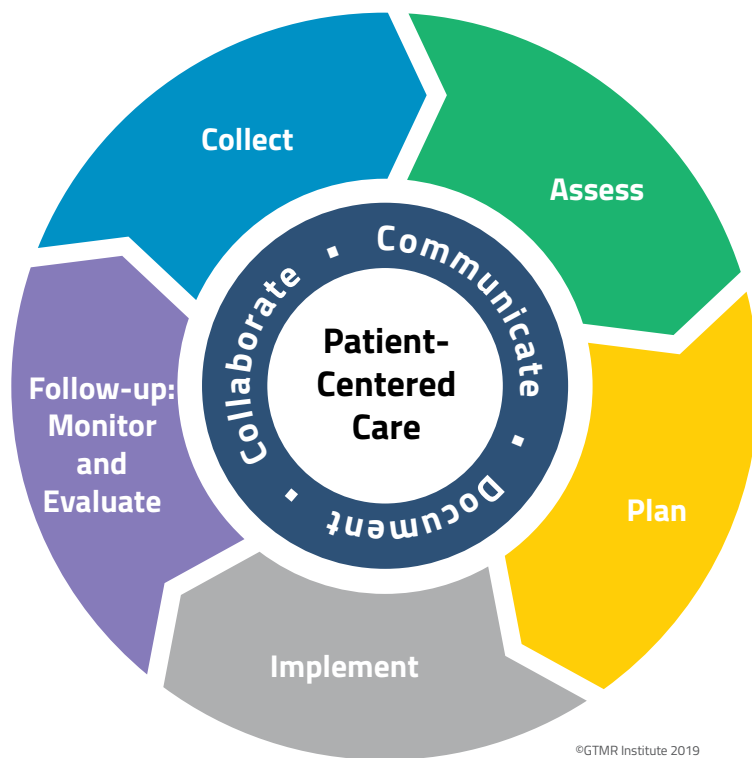 Collect
Assess
Plan
Implement
Follow-up:
Monitor
and
Evaluate
Communicate ▪ Document ▪ Collaborate ▪
Patient-
Centered
Care
©GTMR Institute 2019